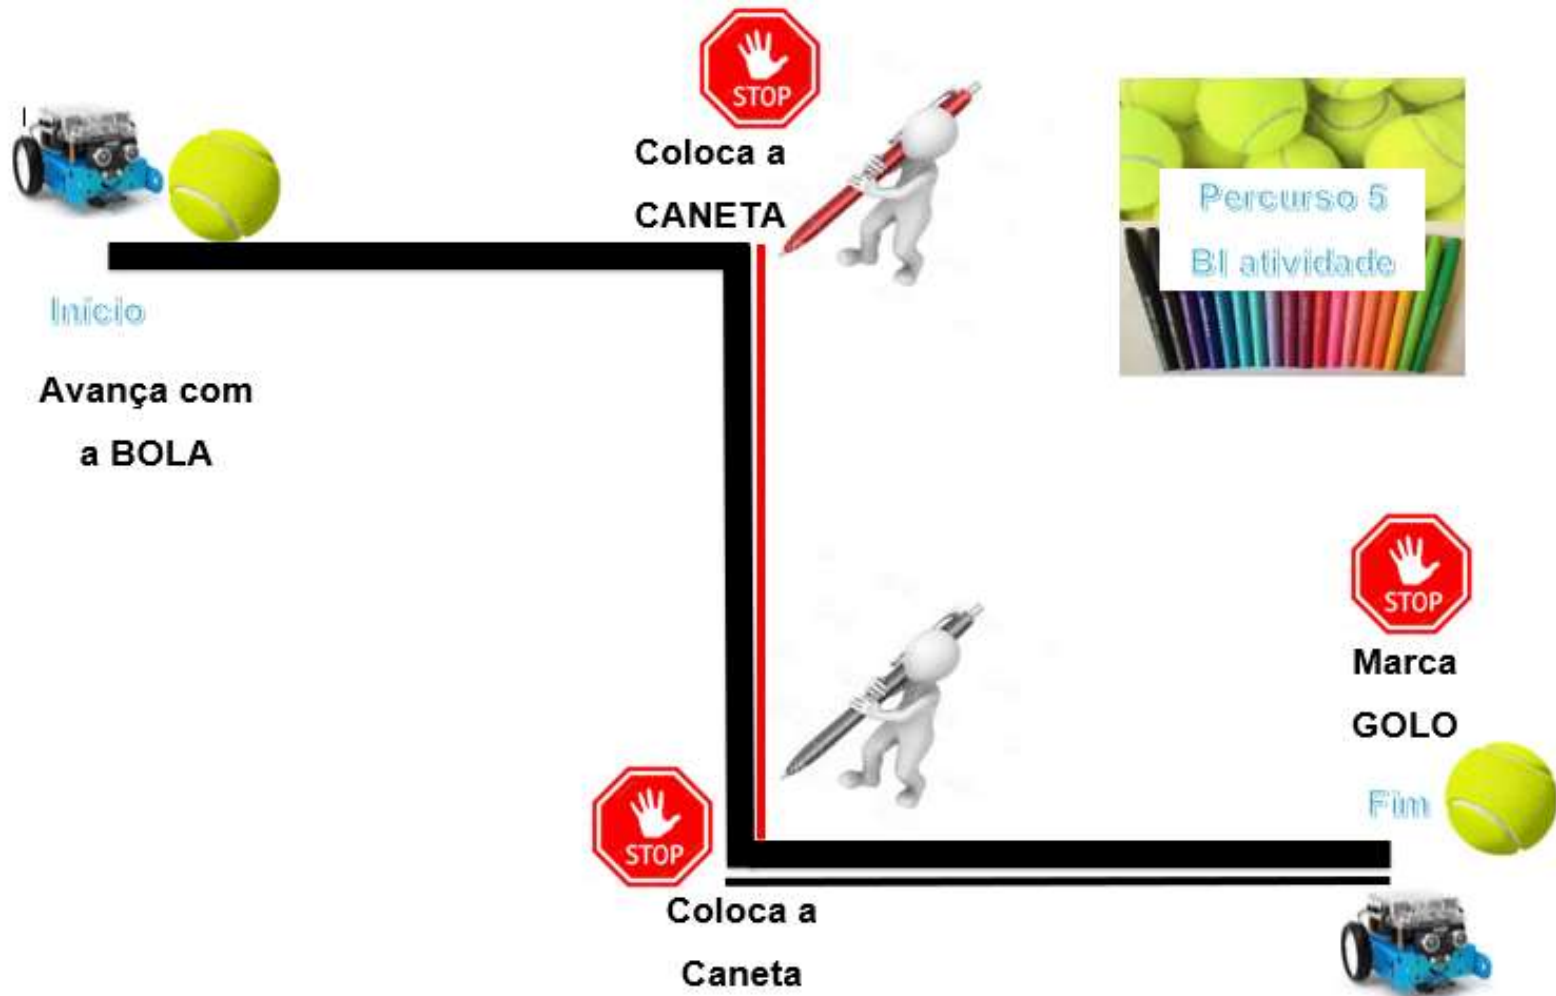 STOP
Coloca a
CANETA
Percurso 5
BI atividade
Início
Avança com
a BOLA
STOP
Marca
GOLO
Fim
STOP
Coloca a
Caneta